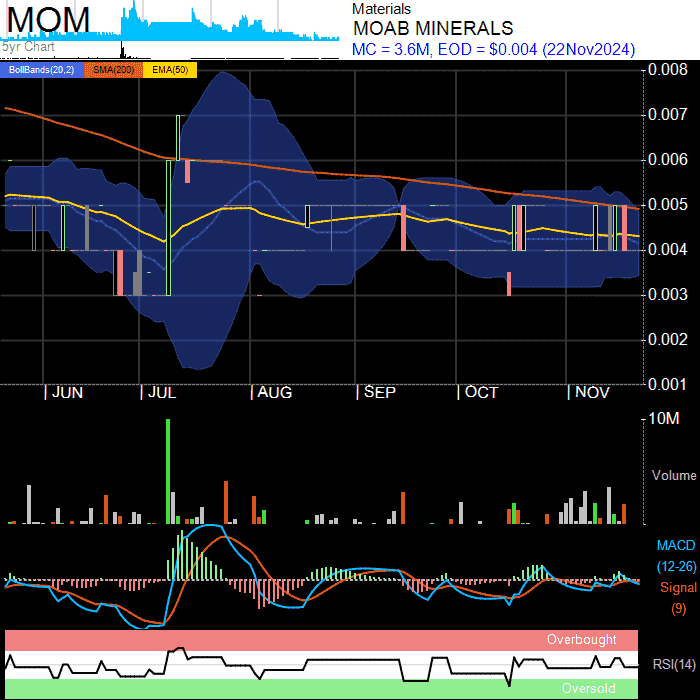 MOM
5yr Chart
Materials
MOAB MINERALS
MC = 3.6M, EOD = $0.004 (22Nov2024)
BollBands(20,2) SMA(200) EMA(50)
0.008
0.007
0.006
0.005
0.004
0.003
0.002
0.001
JUN JUL AUG SEP OCT NOV
10M
Volume
MACD
(12-26)
Signal
(9)
Overbought
RSI(14)
Oversold